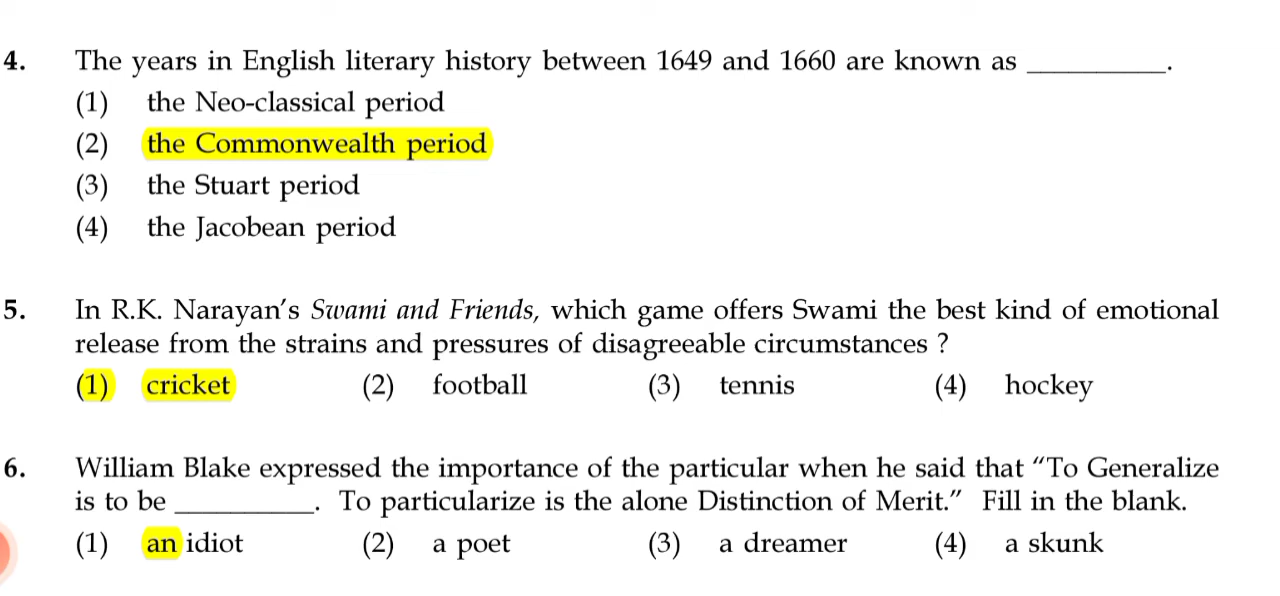 4. The years in English literary history between 1649 and 1660 are known as __________.
(1) the Neo-classical period
(2) the Commonwealth period
(3) the Stuart period
(4) the Jacobean period
5. In R.K. Narayan's Swami and Friends, which game offers Swami the best kind of emotional
release from the strains and pressures of disagreeable circumstances ?
(1) cricket (2) football (3) tennis (4) hockey
6. William Blake expressed the importance of the particular when he said that "To Generalize
is to be __________. To particularize is the alone Distinction of Merit." Fill in the blank.
(1) an idiot (2) a poet (3) a dreamer (4) a skunk